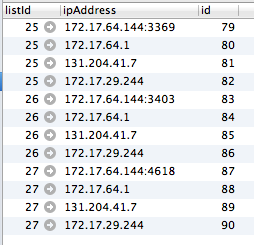 listId ipAddress id
25 172.17.64.144:3369 79
25 172.17.64.1 80
25 131.204.41.7 81
25 172.17.29.244 82
26 172.17.64.144:3403 83
26 172.17.64.1 84
26 131.204.41.7 85
26 172.17.29.244 86
27 172.17.64.144:4618 87
27 172.17.64.1 88
27 131.204.41.7 89
27 172.17.29.244 90